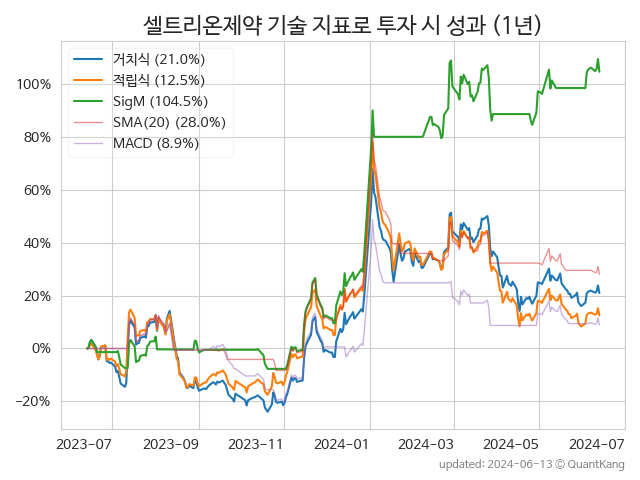 셀트리온제약 기술 지표로 투자 시 성과 (1년)
거치식 (21.0%)
적립식 (12.5%)
SigM (104.5%)
SMA(20) (28.0%)
MACD (8.9%)
100%
80%
60%
40%
20%
0%
−20%
2023−07 2023−09 2023−11 2024−01 2024−03 2024−05 2024−07
updated: 2024−06−13 © QuantKang